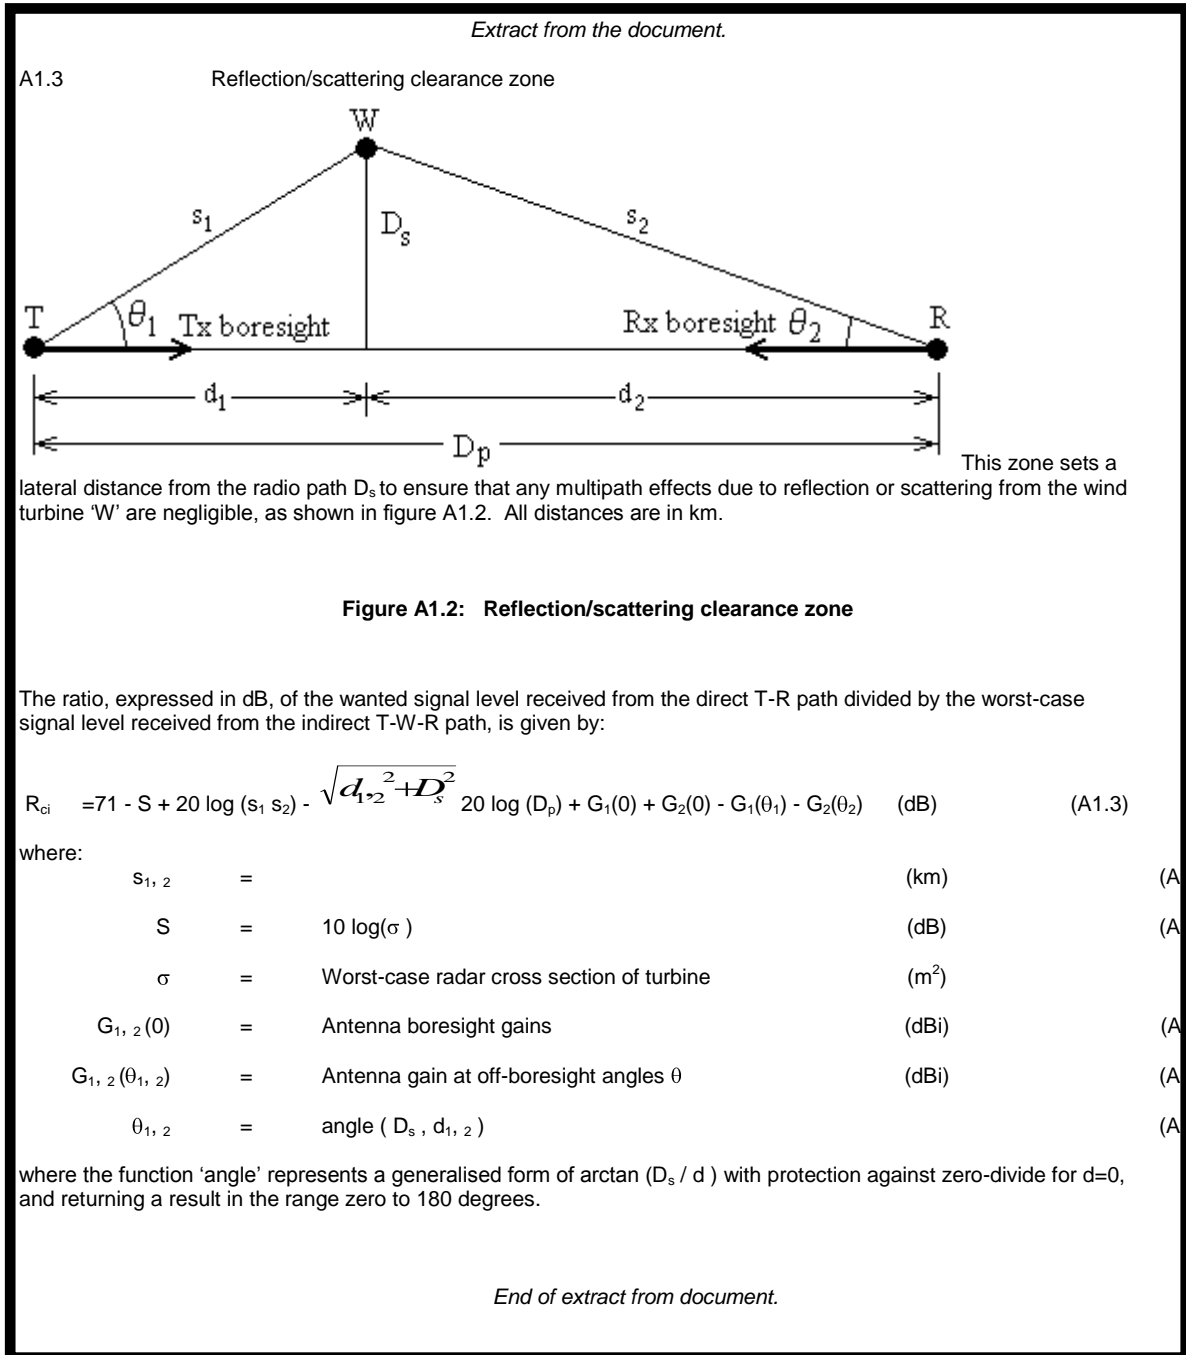 Extract from the document.
A1.3 Reflection/scattering clearance zone
W
s1
Ds
s2
T
θ1
Tx boresight
Rx boresight
θ2
R
d1
d2
Dp
This zone sets a
lateral distance from the radio path Ds to ensure that any multipath effects due to reflection or scattering from the wind
turbine ‘W’ are negligible, as shown in figure A1.2. All distances are in km.
Figure A1.2: Reflection/scattering clearance zone
The ratio, expressed in dB, of the wanted signal level received from the direct T-R path divided by the worst-case
signal level received from the indirect T-W-R path, is given by:
Rci =71 - S + 20 log (s1 s2) - √(d1,2² + Ds²) 20 log (Dp) + G1(0) + G2(0) - G1(θ1) - G2(θ2) (dB) (A1.3)
where:
s1, 2 = (km) (A
S = 10 log(σ ) (dB) (A
σ = Worst-case radar cross section of turbine (m²)
G1, 2 (0) = Antenna boresight gains (dBi) (A
G1, 2 (θ1, 2) = Antenna gain at off-boresight angles θ (dBi) (A
θ1, 2 = angle ( Ds , d1, 2 ) (A
where the function ‘angle’ represents a generalised form of arctan (Ds / d ) with protection against zero-divide for d=0,
and returning a result in the range zero to 180 degrees.
End of extract from document.